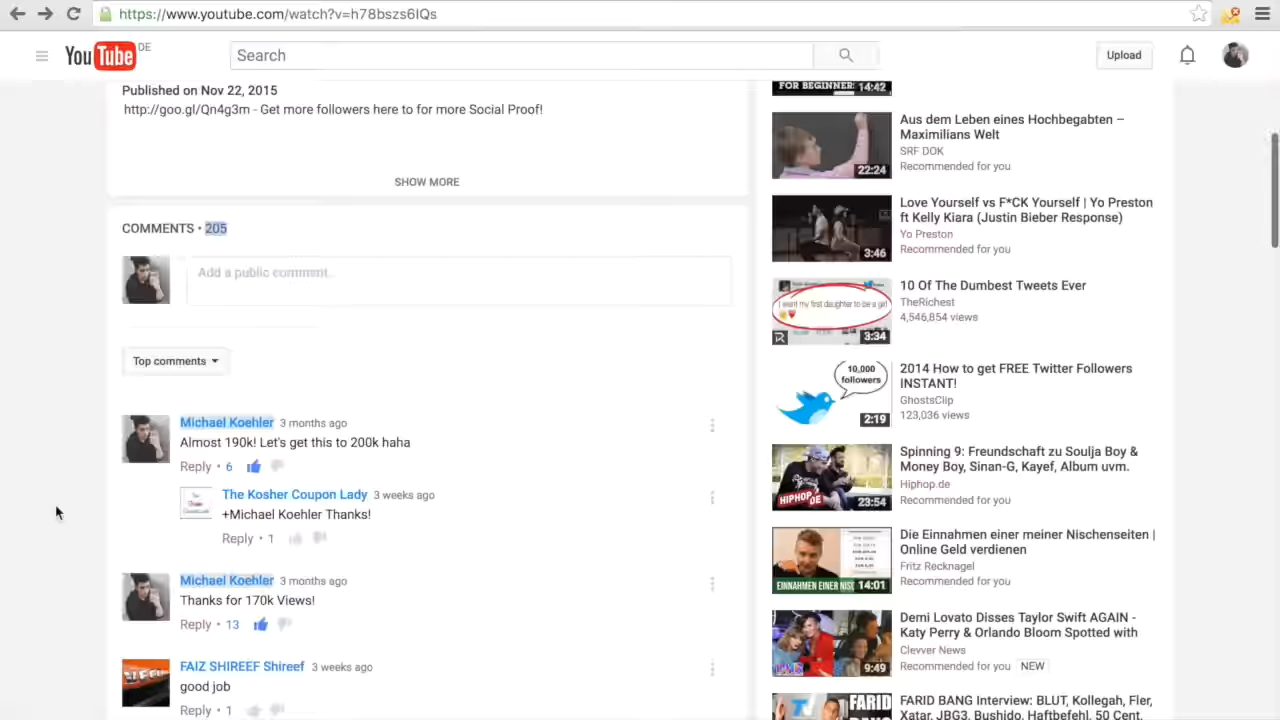 https://www.youtube.com/watch?v=h78bszs6IQs
YouTube DE
Search
Upload
Published on Nov 22, 2015
http://goo.gl/Qn4g3m - Get more followers here to for more Social Proof!
SHOW MORE
COMMENTS • 205
Add a public comment...
Top comments
Michael Koehler 3 months ago
Almost 190k! Let's get this to 200k haha
Reply • 6
The Kosher Coupon Lady 3 weeks ago
+Michael Koehler Thanks!
Reply • 1
Michael Koehler 3 months ago
Thanks for 170k Views!
Reply • 13
FAIZ SHIREEF Shireef 3 weeks ago
good job
Reply • 1
FOR BEGINNER
14:42
Aus dem Leben eines Hochbegabten –
Maximilians Welt
SRF DOK
Recommended for you
22:24
Love Yourself vs F*CK Yourself | Yo Preston
ft Kelly Kiara (Justin Bieber Response)
Yo Preston
Recommended for you
3:46
10 Of The Dumbest Tweets Ever
TheRichest
4,546,854 views
I want my first daughter to be a girl
3:34
2014 How to get FREE Twitter Followers
INSTANT!
GhostsClip
123,036 views
10,000
followers
2:19
Spinning 9: Freundschaft zu Soulja Boy &
Money Boy, Sinan-G, Kayef, Album uvm.
Hiphop.de
Recommended for you
HIPHOP.DE
23:54
Die Einnahmen einer meiner Nischenseiten |
Online Geld verdienen
Fritz Recknagel
Recommended for you
EINNAHMEN EINER NISC
14:01
Demi Lovato Disses Taylor Swift AGAIN -
Katy Perry & Orlando Bloom Spotted with
Clevver News
Recommended for you NEW
9:49
FARID BANG Interview: BLUT, Kollegah, Fler,
Xatar, JBG3, Bushido, Haftbefehl, 50 Cent,
FARID
BANG